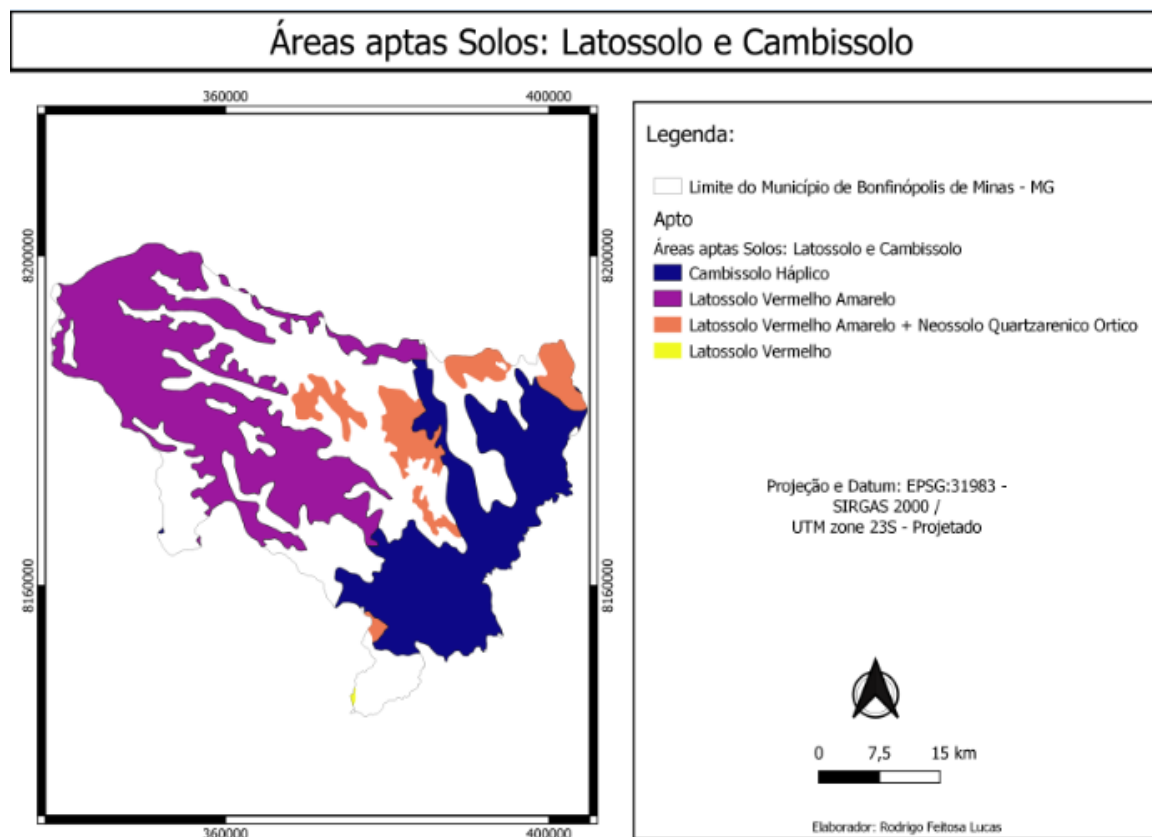 Áreas aptas Solos: Latossolo e Cambissolo
360000
400000
8200000
8200000
8160000
8160000
360000
400000
Legenda:
Limite do Município de Bonfinópolis de Minas - MG
Apto
Áreas aptas Solos: Latossolo e Cambissolo
Cambissolo Háplico
Latossolo Vermelho Amarelo
Latossolo Vermelho Amarelo + Neossolo Quartzarenico Ortico
Latossolo Vermelho
Projeção e Datum: EPSG:31983 -
SIRGAS 2000 /
UTM zone 23S - Projetado
0 7,5 15 km
Elaborador: Rodrigo Feitosa Lucas